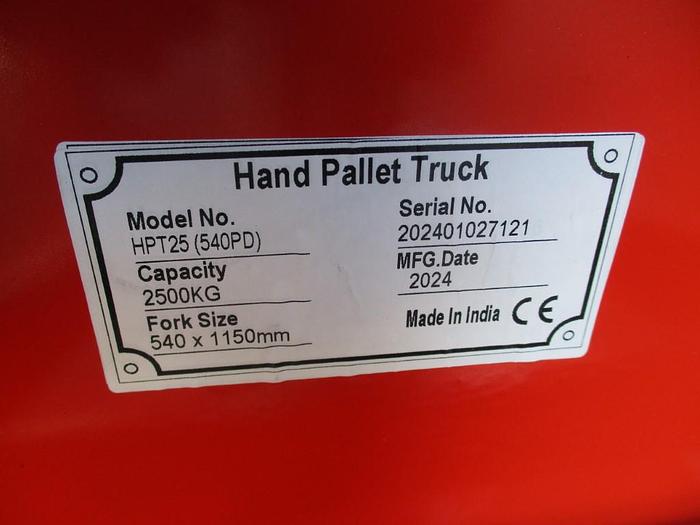 Hand Pallet Truck
Model No.
HPT25 (540PD)
Capacity
2500KG
Fork Size
540 x 1150mm
Serial No.
202401027121
MFG.Date
2024
Made In India CE